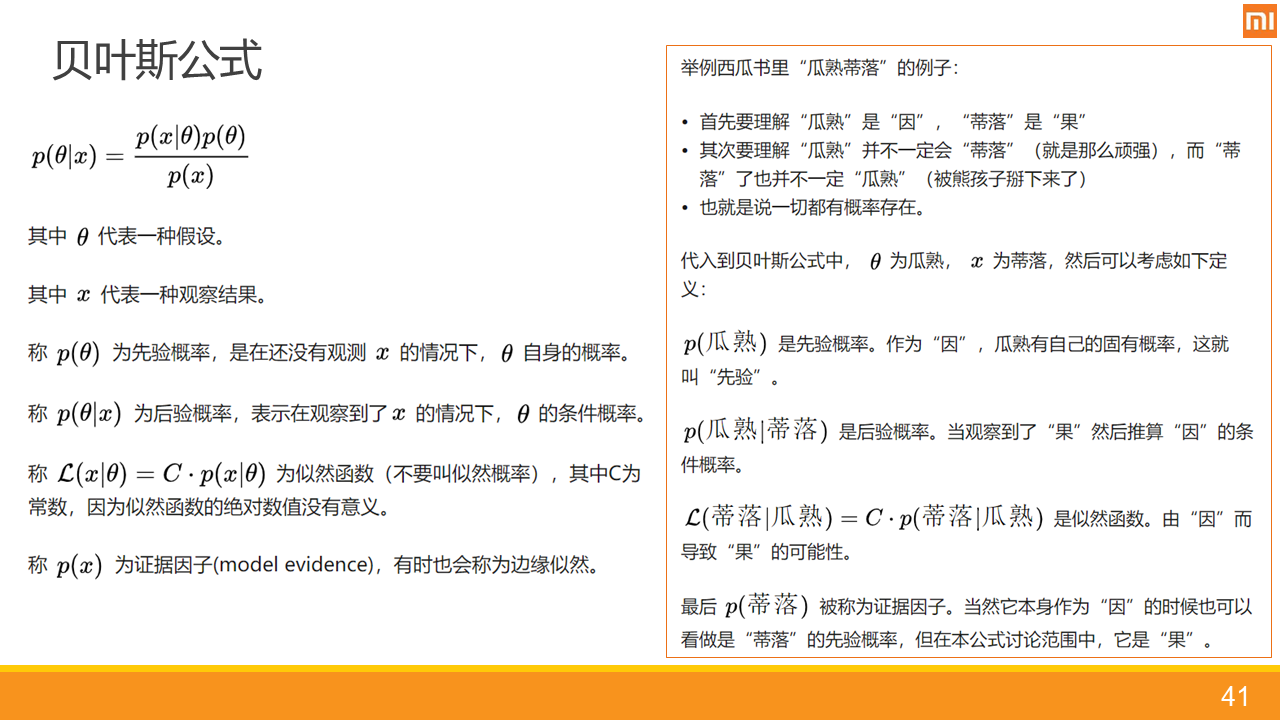 贝叶斯公式
p(θ|x) = p(x|θ)p(θ) / p(x)
其中 θ 代表一种假设。
其中 x 代表一种观察结果。
称 p(θ) 为先验概率，是在还没有观测 x 的情况下，θ 自身的概率。
称 p(θ|x) 为后验概率，表示在观察到了 x 的情况下，θ 的条件概率。
称 ℒ(x|θ) = C · p(x|θ) 为似然函数（不要叫似然概率），其中C为
常数，因为似然函数的绝对数值没有意义。
称 p(x) 为证据因子(model evidence)，有时也会称为边缘似然。
mi
举例西瓜书里“瓜熟蒂落”的例子：
• 首先要理解“瓜熟”是“因”，“蒂落”是“果”
• 其次要理解“瓜熟”并不一定会“蒂落”（就是那么顽强），而“蒂
落”了也并不一定“瓜熟”（被熊孩子掰下来了）
• 也就是说一切都有概率存在。
代入到贝叶斯公式中，θ 为瓜熟，x 为蒂落，然后可以考虑如下定
义：
p(瓜熟) 是先验概率。作为“因”，瓜熟有自己的固有概率，这就
叫“先验”。
p(瓜熟|蒂落) 是后验概率。当观察到了“果”然后推算“因”的条
件概率。
ℒ(蒂落|瓜熟) = C · p(蒂落|瓜熟) 是似然函数。由“因”而
导致“果”的可能性。
最后 p(蒂落) 被称为证据因子。当然它本身作为“因”的时候也可以
看做是“蒂落”的先验概率，但在本公式讨论范围中，它是“果”。
41